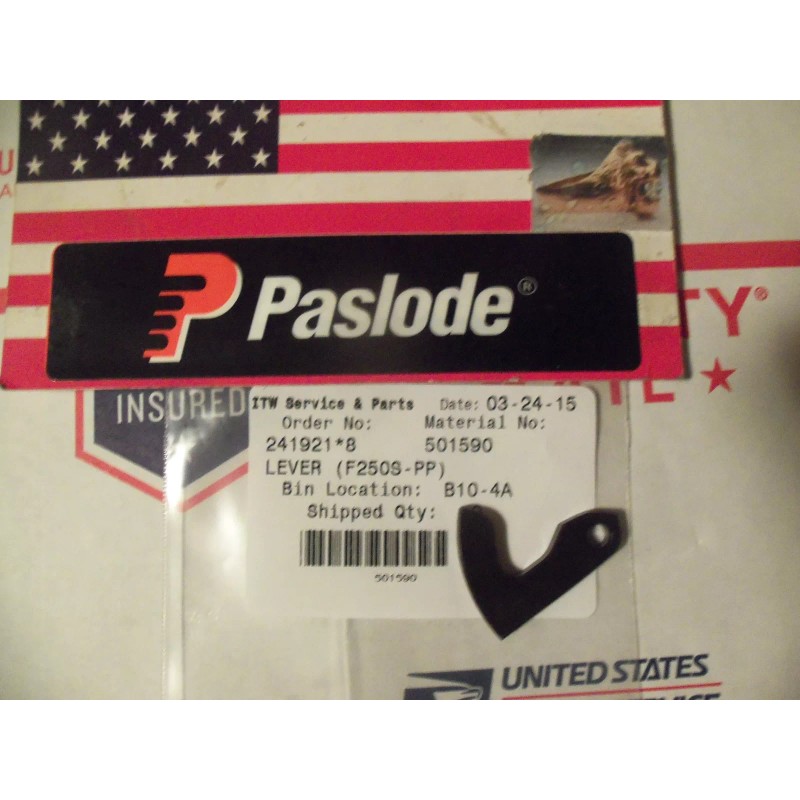 U
A
Paslode®
TY®
TE ★
INSURED
ITW Service & Parts Date: 03-24-15
Order No: Material No:
241921*8 501590
LEVER (F250S-PP)
Bin Location: B10-4A
Shipped Qty:
501590
UNITED STATES